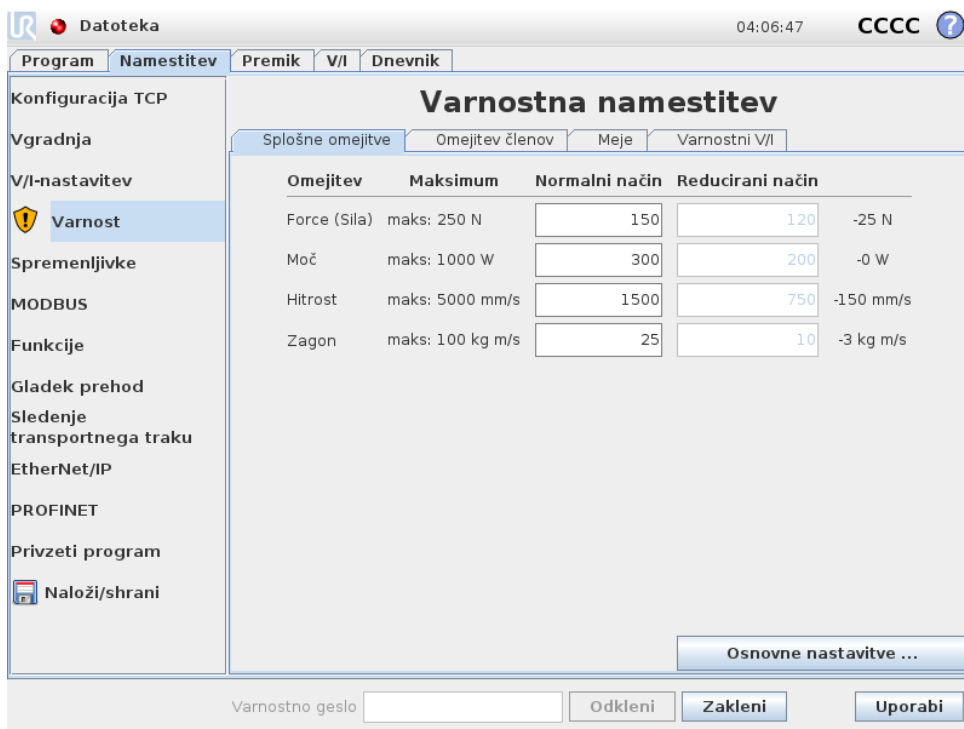 UR Datoteka 04:06:47 CCCC ?
Program Namestitev Premik V/I Dnevnik
Konfiguracija TCP
Vgradnja
V/I-nastavitev
Varnost
Spremenljivke
MODBUS
Funkcije
Gladek prehod
Sledenje
transportnega traku
EtherNet/IP
PROFINET
Privzeti program
Naloži/shrani
Varnostna namestitev
Splošne omejitve Omejitev členov Meje Varnostni V/I
Omejitev Maksimum Normalni način Reducirani način
Force (Sila) maks: 250 N 150 120 -25 N
Moč maks: 1000 W 300 200 -0 W
Hitrost maks: 5000 mm/s 1500 750 -150 mm/s
Zagon maks: 100 kg m/s 25 10 -3 kg m/s
Osnovne nastavitve ...
Varnostno geslo Odkleni Zakleni Uporabi